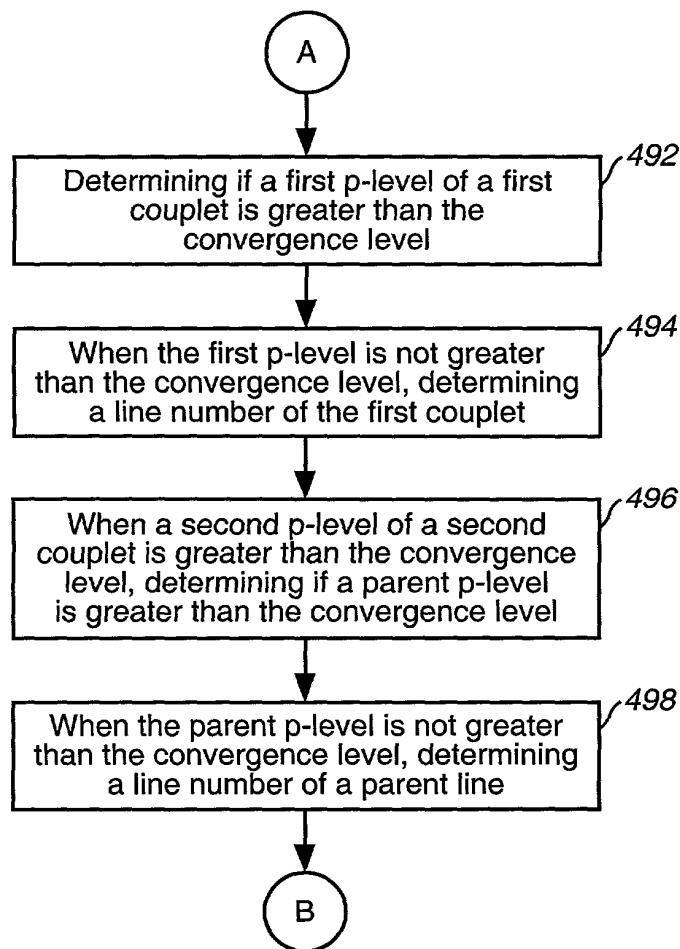 A
492
Determining if a first p-level of a first
couplet is greater than the
convergence level
494
When the first p-level is not greater
than the convergence level, determining
a line number of the first couplet
496
When a second p-level of a second
couplet is greater than the convergence
level, determining if a parent p-level
is greater than the convergence level
498
When the parent p-level is not greater
than the convergence level, determining
a line number of a parent line
B